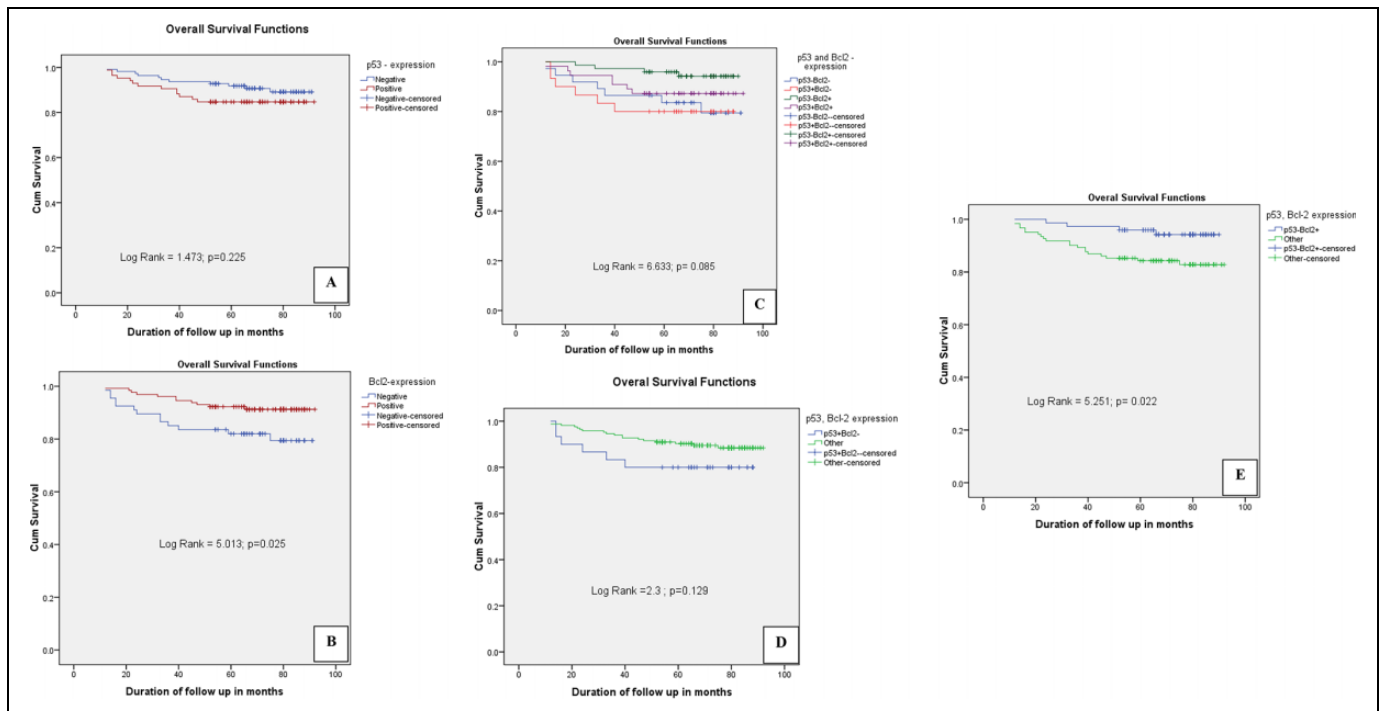 Overall Survival Functions
p53 - expression
Negative
Positive
Negative-censored
Positive-censored
Cum Survival
1.0
0.8
0.6
0.4
0.2
0.0
Log Rank = 1.473; p=0.225
A
0 20 40 60 80 100
Duration of follow up in months
Overall Survival Functions
Bcl2-expression
Negative
Positive
Negative-censored
Positive-censored
Cum Survival
1.0
0.8
0.6
0.4
0.2
0.0
Log Rank = 5.013; p=0.025
B
0 20 40 60 80 100
Duration of follow up in months
Overall Survival Functions
p53 and Bcl2 -
expression
p53-Bcl2-
p53+Bcl2-
p53-Bcl2+
p53+Bcl2+
p53-Bcl2--censored
p53+Bcl2--censored
p53-Bcl2+-censored
p53+Bcl2+-censored
Cum Survival
1.0
0.8
0.6
0.4
0.2
0.0
Log Rank = 6.633; p= 0.085
C
0 20 40 60 80 100
Duration of follow up in months
Overal Survival Functions
p53, Bcl-2 expression
p53+Bcl2-
Other
p53+Bcl2--censored
Other-censored
Cum Survival
1.0
0.8
0.6
0.4
0.2
0.0
Log Rank =2.3 ; p=0.129
D
0 20 40 60 80 100
Duration of follow up in months
Overal Survival Functions
p53, Bcl-2 expression
p53-Bcl2+
Other
p53-Bcl2+-censored
Other-censored
Cum Survival
1.0
0.8
0.6
0.4
0.2
0.0
Log Rank = 5.251; p= 0.022
E
0 20 40 60 80 100
Duration of follow up in months